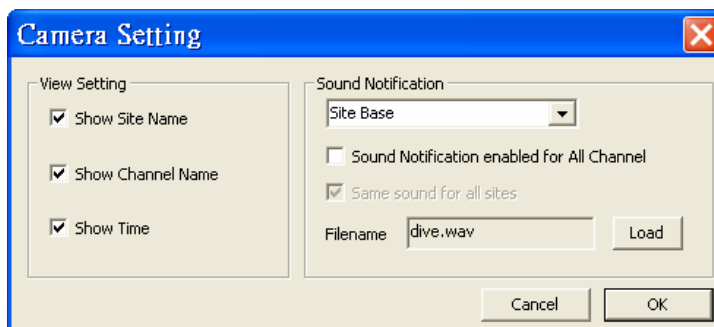 Camera Setting
View Setting
Show Site Name
Show Channel Name
Show Time
Sound Notification
Site Base
Sound Notification enabled for All Channel
Same sound for all sites
Filename dive.wav Load
Cancel OK